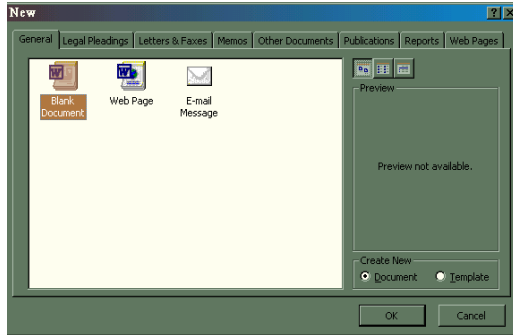 New
General Legal Pleadings Letters & Faxes Memos Other Documents Publications Reports Web Pages
Blank Document
Web Page
E-mail Message
Preview
Preview not available.
Create New
Document Template
OK Cancel